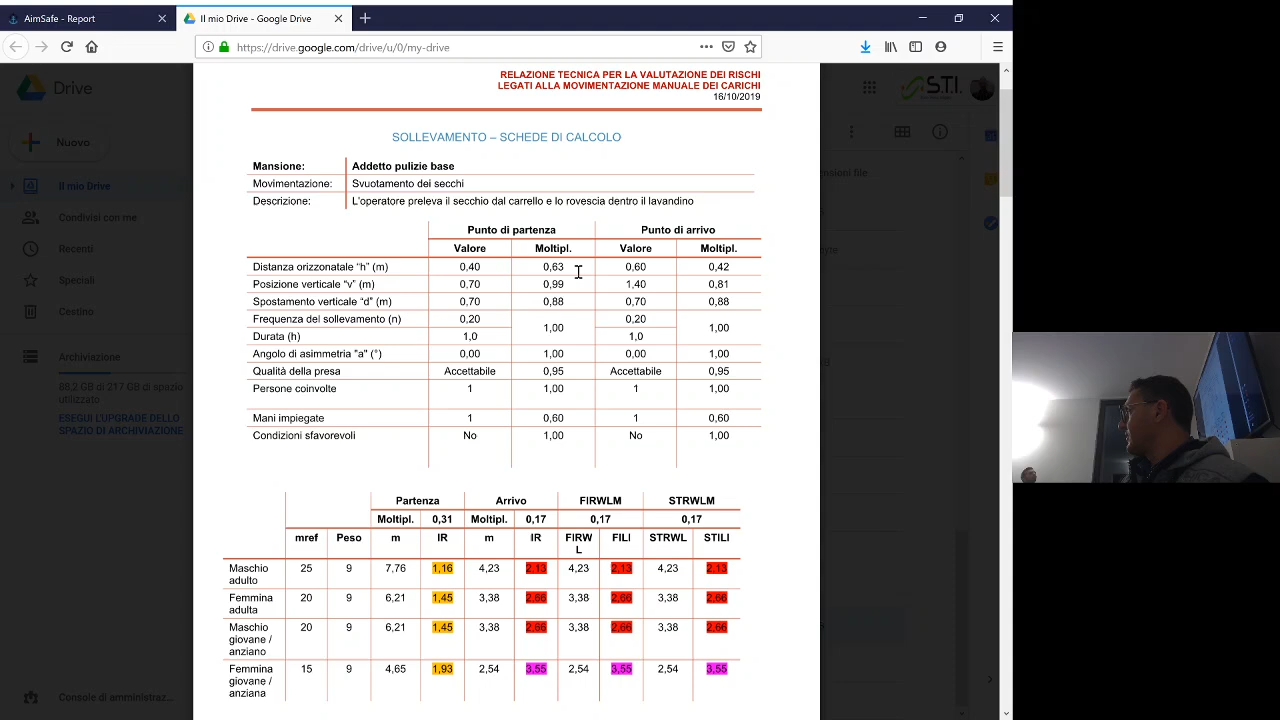 AimSafe - Report
Il mio Drive - Google Drive
https://drive.google.com/drive/u/0/my-drive
Drive
S.T.I.
Nuovo
Il mio Drive
Condivisi con me
Recenti
Speciali
Cestino
Archiviazione
88,2 GB di 217 GB di spazio
utilizzato
ESEGUI L'UPGRADE DELLO
SPAZIO DI ARCHIVIAZIONE
Console di amministraz...
RELAZIONE TECNICA PER LA VALUTAZIONE DEI RISCHI
LEGATI ALLA MOVIMENTAZIONE MANUALE DEI CARICHI
16/10/2019
SOLLEVAMENTO – SCHEDE DI CALCOLO
Mansione: Addetto pulizie base
Movimentazione: Svuotamento dei secchi
Descrizione: L'operatore preleva il secchio dal carrello e lo rovescia dentro il lavandino
Punto di partenza Punto di arrivo
Valore Moltipl. Valore Moltipl.
Distanza orizzonatale "h" (m) 0,40 0,63 0,60 0,42
Posizione verticale "v" (m) 0,70 0,99 1,40 0,81
Spostamento verticale "d" (m) 0,70 0,88 0,70 0,88
Frequenza del sollevamento (n) 0,20 1,00 0,20 1,00
Durata (h) 1,0 1,0
Angolo di asimmetria "a" (°) 0,00 1,00 0,00 1,00
Qualità della presa Accettabile 0,95 Accettabile 0,95
Persone coinvolte 1 1,00 1 1,00
Mani impiegate 1 0,60 1 0,60
Condizioni sfavorevoli No 1,00 No 1,00
Partenza Arrivo FIRWLM STRWLM
Moltipl. 0,31 Moltipl. 0,17 0,17 0,17
mref Peso m IR m IR FIRW FILI STRWL STILI
L
Maschio 25 9 7,76 1,16 4,23 2,13 4,23 2,13 4,23 2,13
adulto
Femmina 20 9 6,21 1,45 3,38 2,66 3,38 2,66 3,38 2,66
adulta
Maschio 20 9 6,21 1,45 3,38 2,66 3,38 2,66 3,38 2,66
giovane /
anziano
Femmina 15 9 4,65 1,93 2,54 3,55 2,54 3,55 2,54 3,55
giovane /
anziana